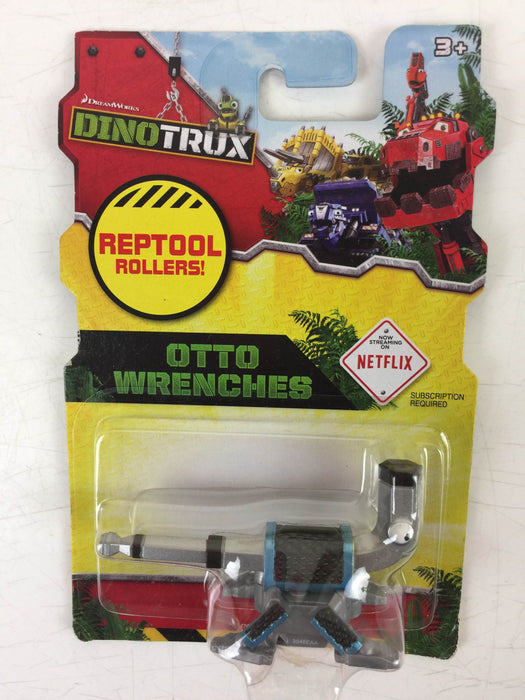 3+
DREAMWORKS
DINOTRUX
REPTOOL
ROLLERS!
OTTO
WRENCHES
NOW
STREAMING
ON
NETFLIX
SUBSCRIPTION
REQUIRED